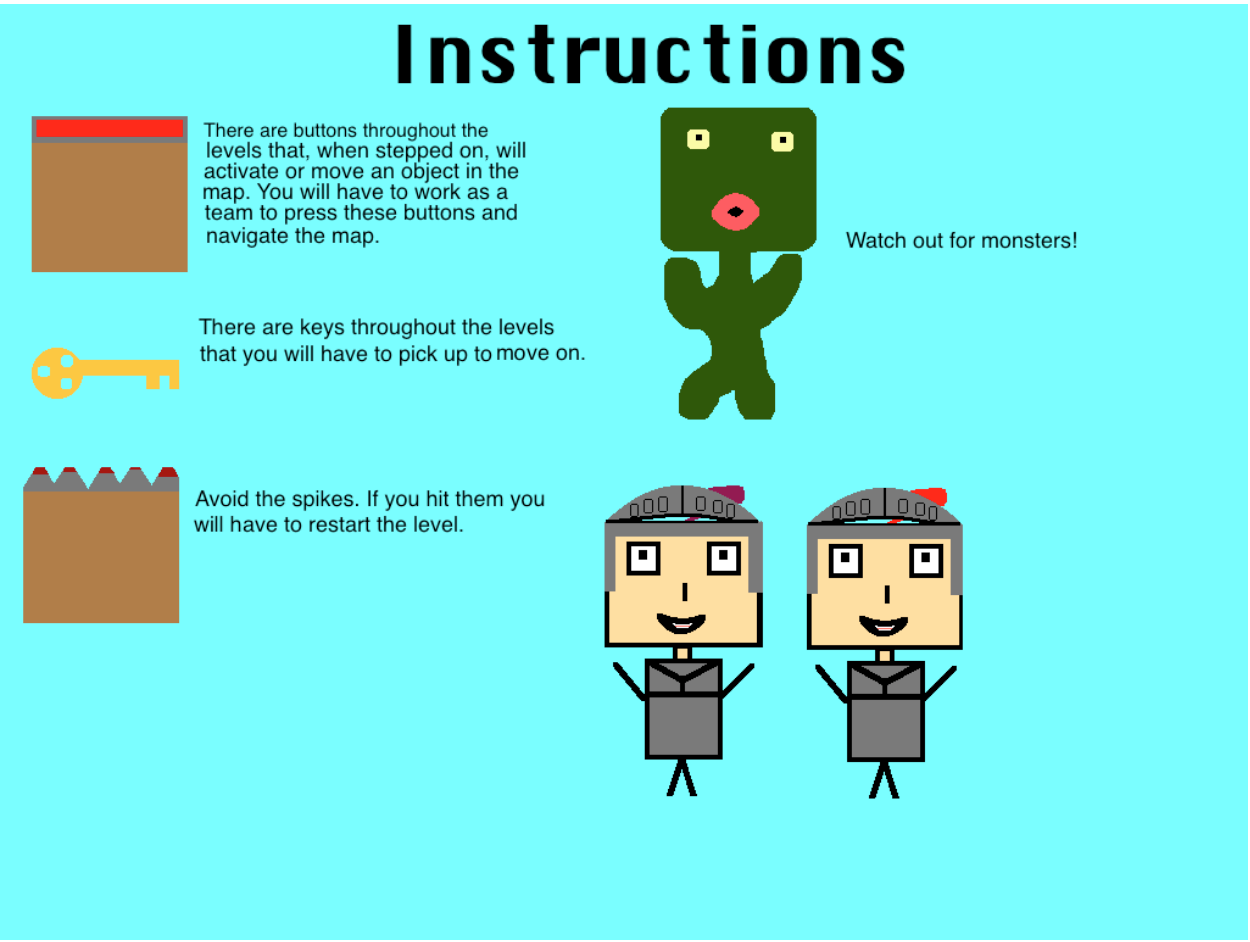 Instructions
There are buttons throughout the
levels that, when stepped on, will
activate or move an object in the
map. You will have to work as a
team to press these buttons and
navigate the map.
Watch out for monsters!
There are keys throughout the levels
that you will have to pick up to move on.
Avoid the spikes. If you hit them you
will have to restart the level.